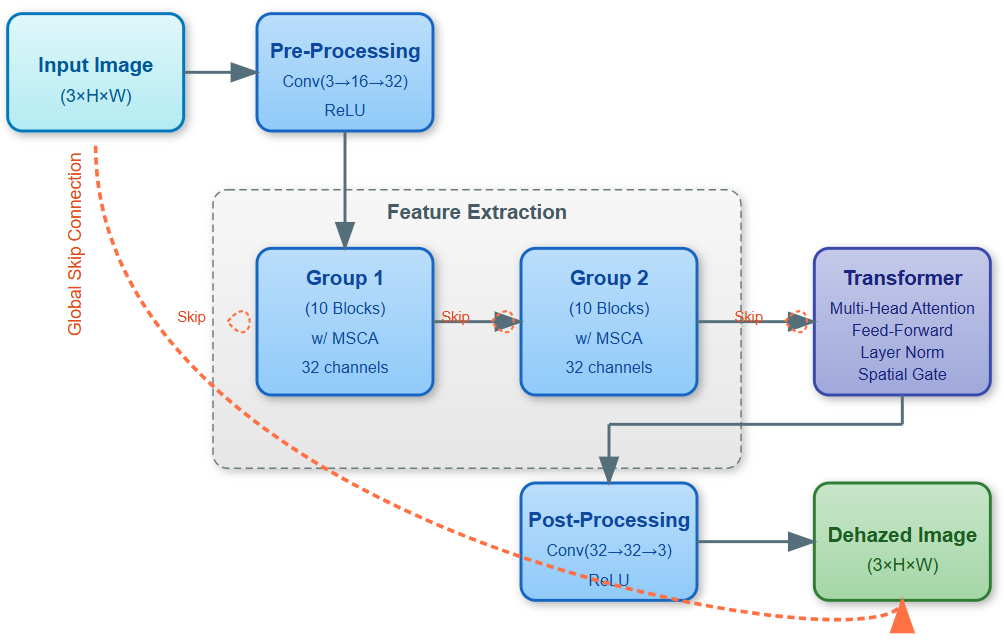 Input Image
(3×H×W)
Pre-Processing
Conv(3→16→32)
ReLU
Global Skip Connection
Feature Extraction
Skip
Group 1
(10 Blocks)
w/ MSCA
32 channels
Skip
Group 2
(10 Blocks)
w/ MSCA
32 channels
Skip
Transformer
Multi-Head Attention
Feed-Forward
Layer Norm
Spatial Gate
Post-Processing
Conv(32→32→3)
ReLU
Dehazed Image
(3×H×W)